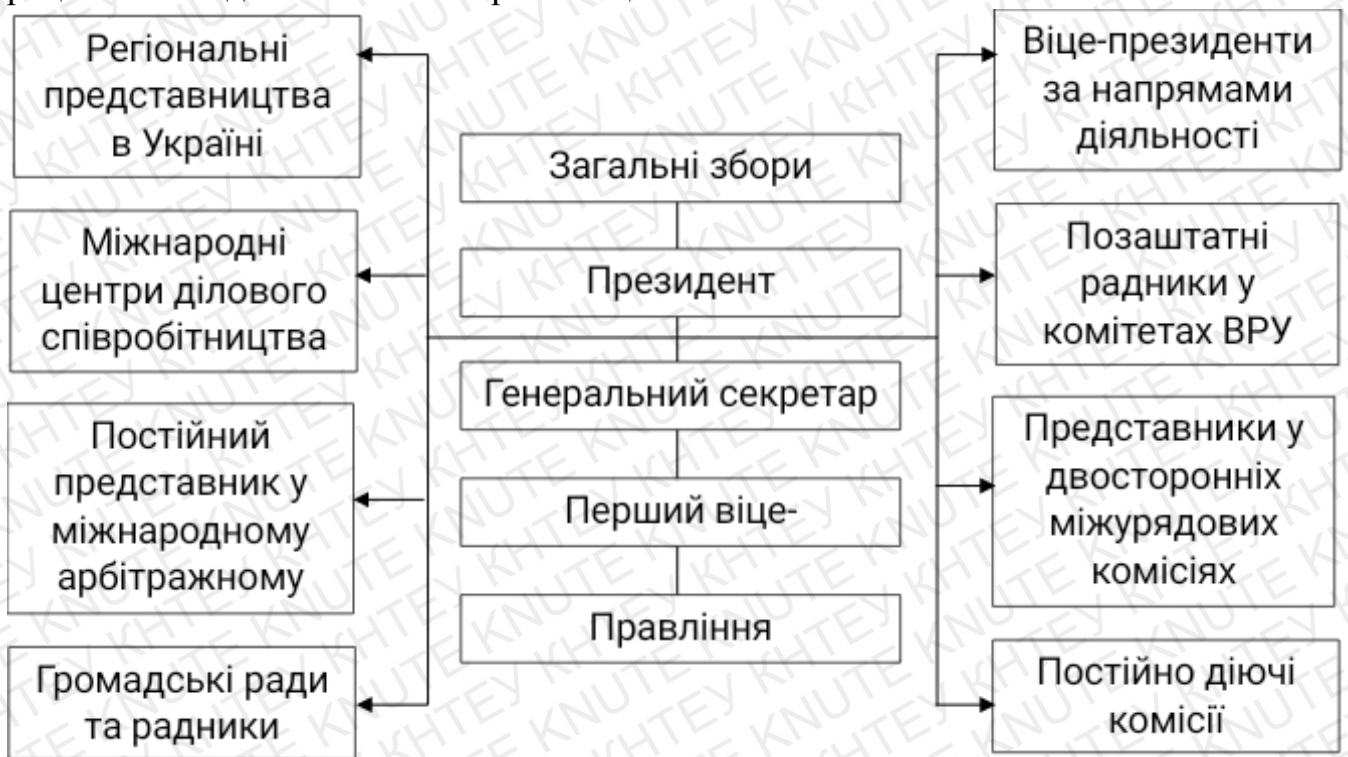 Регіональні
представництва
в Україні
Міжнародні
центри ділового
співробітництва
Постійний
представник у
міжнародному
арбітражному
Громадські ради
та радники
Загальні збори
Президент
Генеральний секретар
Перший віце-
Правління
Віце-президенти
за напрямами
діяльності
Позаштатні
радники у
комітетах ВРУ
Представники у
двосторонніх
міжурядових
комісіях
Постійно діючі
комісії